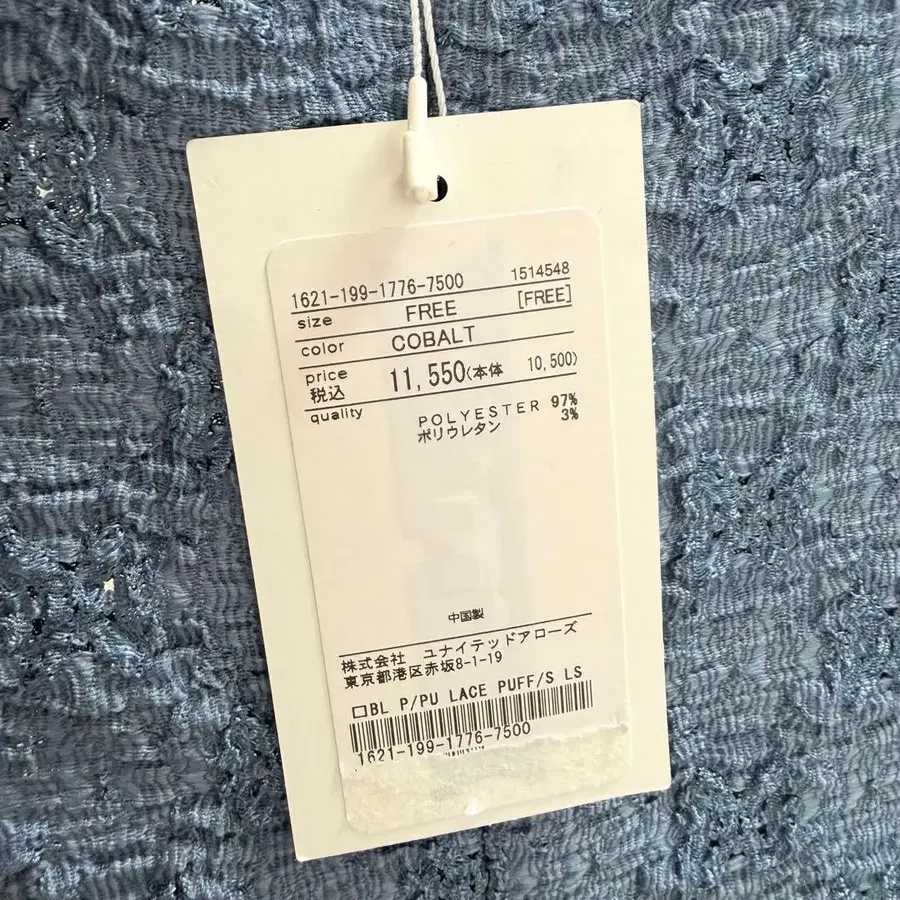 1621-199-1776-7500 1514548
size FREE [FREE]
color COBALT
price
税込 11,550(本体 10,500)
quality
POLYESTER 97%
ポリウレタン 3%
中国製
株式会社 ユナイテッドアローズ
東京都港区赤坂8-1-19
□BL P/PU LACE PUFF/S LS
1621-199-1776-7500